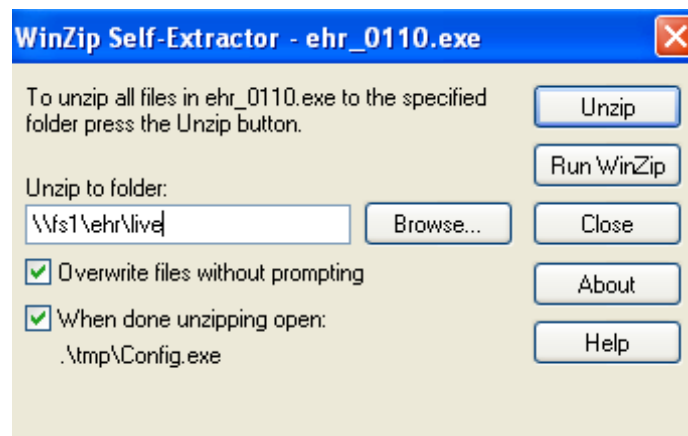 WinZip Self-Extractor - ehr_0110.exe
To unzip all files in ehr_0110.exe to the specified
folder press the Unzip button.
Unzip to folder:
\\fs1\ehr\live
Browse...
Overwrite files without prompting
When done unzipping open:
.\tmp\Config.exe
Unzip
Run WinZip
Close
About
Help